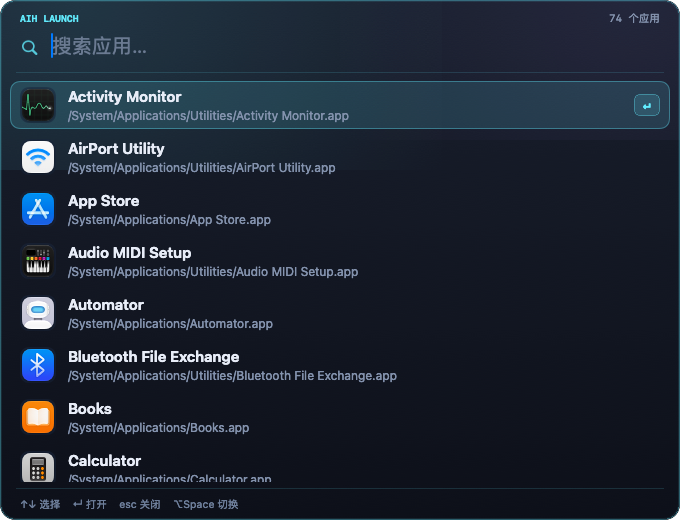 AIH LAUNCH
74 个应用
搜索应用...
Activity Monitor
/System/Applications/Utilities/Activity Monitor.app
↵
AirPort Utility
/System/Applications/Utilities/AirPort Utility.app
App Store
/System/Applications/App Store.app
Audio MIDI Setup
/System/Applications/Utilities/Audio MIDI Setup.app
Automator
/System/Applications/Automator.app
Bluetooth File Exchange
/System/Applications/Utilities/Bluetooth File Exchange.app
Books
/System/Applications/Books.app
Calculator
/System/Applications/Calculator.app
↑↓ 选择 ↵ 打开 esc 关闭 ⌥Space 切换